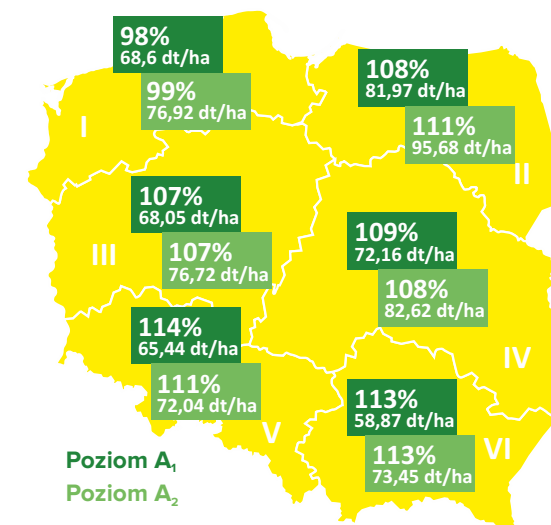 98%
68,6 dt/ha
99%
76,92 dt/ha
I
108%
81,97 dt/ha
111%
95,68 dt/ha
II
107%
68,05 dt/ha
107%
76,72 dt/ha
III
109%
72,16 dt/ha
108%
82,62 dt/ha
IV
114%
65,44 dt/ha
111%
72,04 dt/ha
V
113%
58,87 dt/ha
113%
73,45 dt/ha
VI
Poziom A₁
Poziom A₂